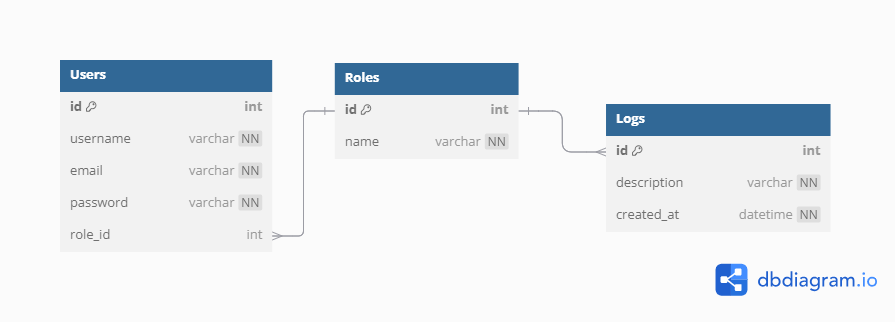 Users
id int
username varchar NN
email varchar NN
password varchar NN
role_id int
Roles
id int
name varchar NN
Logs
id int
description varchar NN
created_at datetime NN
dbdiagram.io